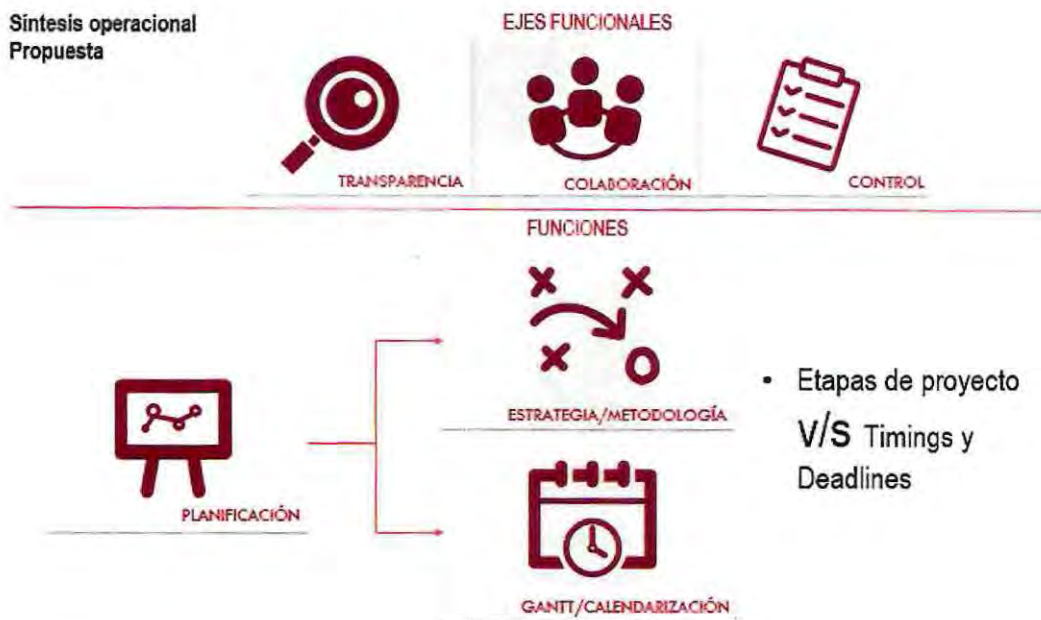 Síntesis operacional
Propuesta
EJES FUNCIONALES
TRANSPARENCIA
COLABORACIÓN
CONTROL
FUNCIONES
ESTRATEGIA/METODOLOGÍA
PLANIFICACIÓN
GANTT/CALENDARIZACIÓN
• Etapas de proyecto
V/S Timings y
Deadlines